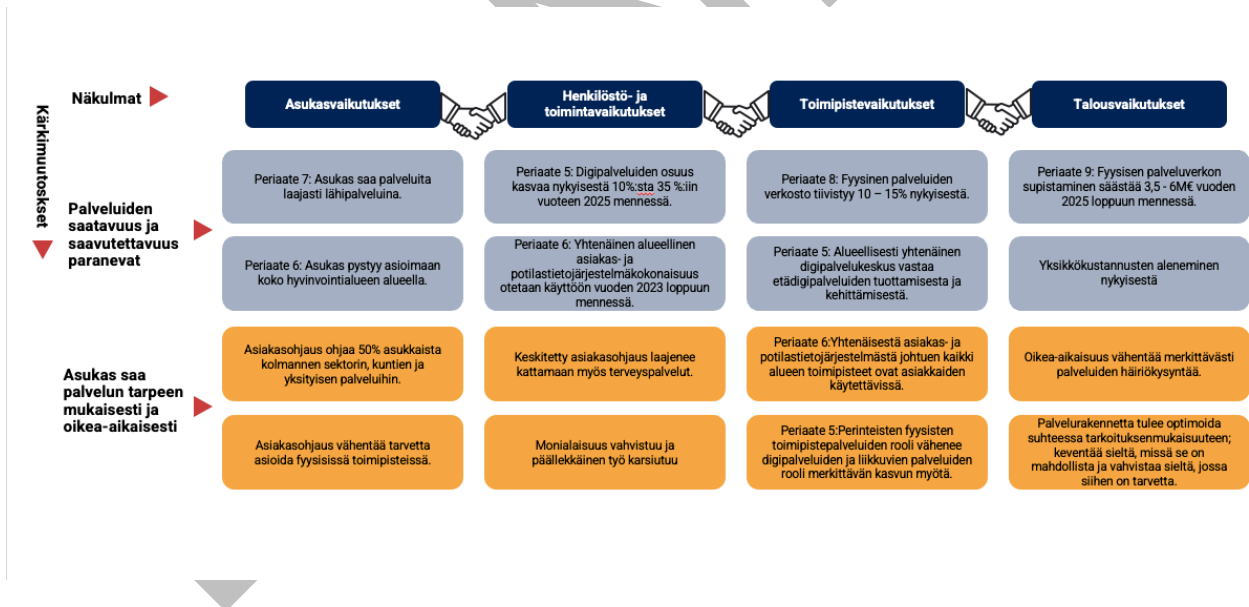 Näkulmat
Asukasvaikutukset
Henkilöstö- ja
toimintavaikutukset
Toimipistevaikutukset
Talousvaikutukset
Kärkimuutoskset
Palveluiden
saatavuus ja
saavutettavuus
paranevat
Periaate 7: Asukas saa palveluita
laajasti lähipalveluina.
Periaate 5: Digipalveluiden osuus
kasvaa nykyisestä 10%:sta 35 %:iin
vuoteen 2025 mennessä.
Periaate 8: Fyysinen palveluiden
verkosto tiivistyy 10 – 15% nykyisestä.
Periaate 9: Fyysisen palveluverkon
supistaminen säästää 3,5 - 6M€ vuoden
2025 loppuun mennessä.
Periaate 6: Asukas pystyy asioimaan
koko hyvinvointialueen alueella.
Periaate 6: Yhtenäinen alueellinen
asiakas- ja
potilastietojärjestelmäkokonaisuus
otetaan käyttöön vuoden 2023 loppuun
mennessä.
Periaate 5: Alueellisesti yhtenäinen
digipalvelukeskus vastaa
etädigipalveluiden tuottamisesta ja
kehittämisestä.
Yksikkökustannusten aleneminen
nykyisestä
Asukas saa
palvelun tarpeen
mukaisesti ja
oikea-aikaisesti
Asiakasohjaus ohjaa 50% asukkaista
kolmannen sektorin, kuntien ja
yksityisen palveluihin.
Keskitetty asiakasohjaus laajenee
kattamaan myös terveyspalvelut.
Periaate 6:Yhtenäisestä asiakas- ja
potilastietojärjestelmästä johtuen kaikki
alueen toimipisteet ovat asiakkaiden
käytettävissä.
Oikea-aikaisuus vähentää merkittävästi
palveluiden häiriökysyntää.
Asiakasohjaus vähentää tarvetta
asioida fyysisissä toimipisteissä.
Monialaisuus vahvistuu ja
päällekkäinen työ karsiutuu
Periaate 5:Perinteisten fyysisten
toimipistepalveluiden rooli vähenee
digipalveluiden ja liikkuvien palveluiden
rooli merkittävän kasvun myötä.
Palvelurakennetta tulee optimoida
suhteessa tarkoituksenmukaisuuteen;
keventää sieltä, missä se on
mahdollista ja vahvistaa sieltä, jossa
siihen on tarvetta.